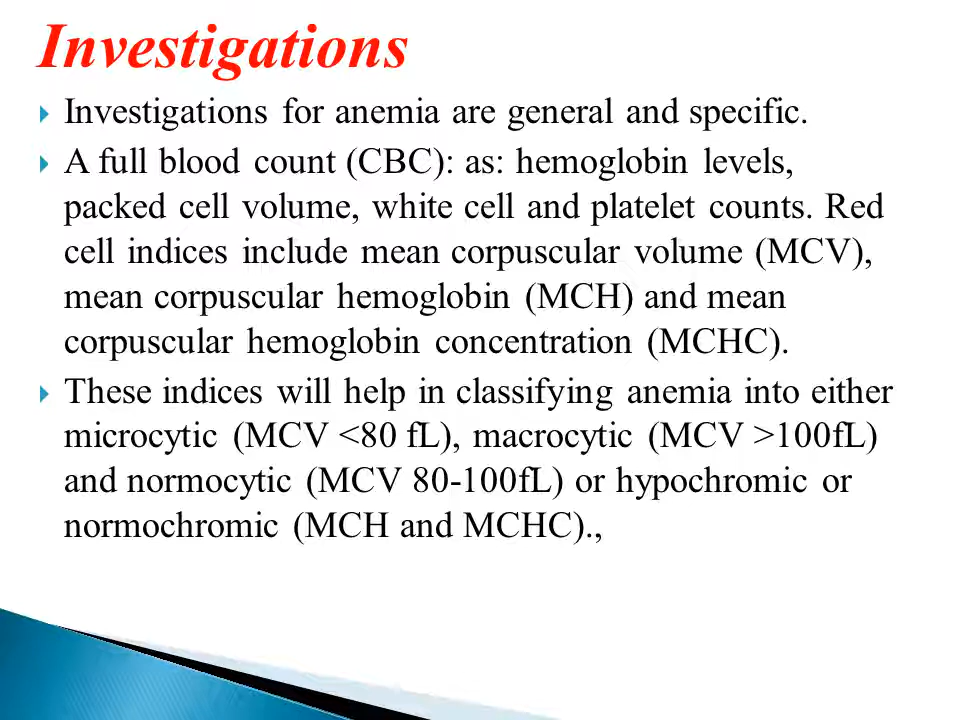 Investigations
Investigations for anemia are general and specific.
A full blood count (CBC): as: hemoglobin levels,
packed cell volume, white cell and platelet counts. Red
cell indices include mean corpuscular volume (MCV),
mean corpuscular hemoglobin (MCH) and mean
corpuscular hemoglobin concentration (MCHC).
These indices will help in classifying anemia into either
microcytic (MCV <80 fL), macrocytic (MCV >100fL)
and normocytic (MCV 80-100fL) or hypochromic or
normochromic (MCH and MCHC).,